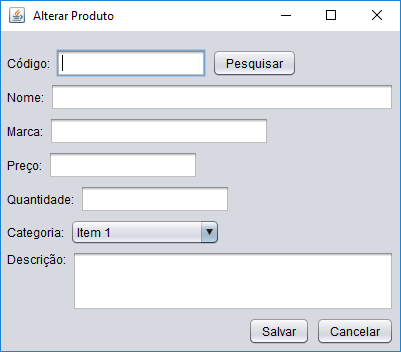 Alterar Produto
Código: Pesquisar
Nome:
Marca:
Preço:
Quantidade:
Categoria: Item 1
Descrição:
Salvar Cancelar